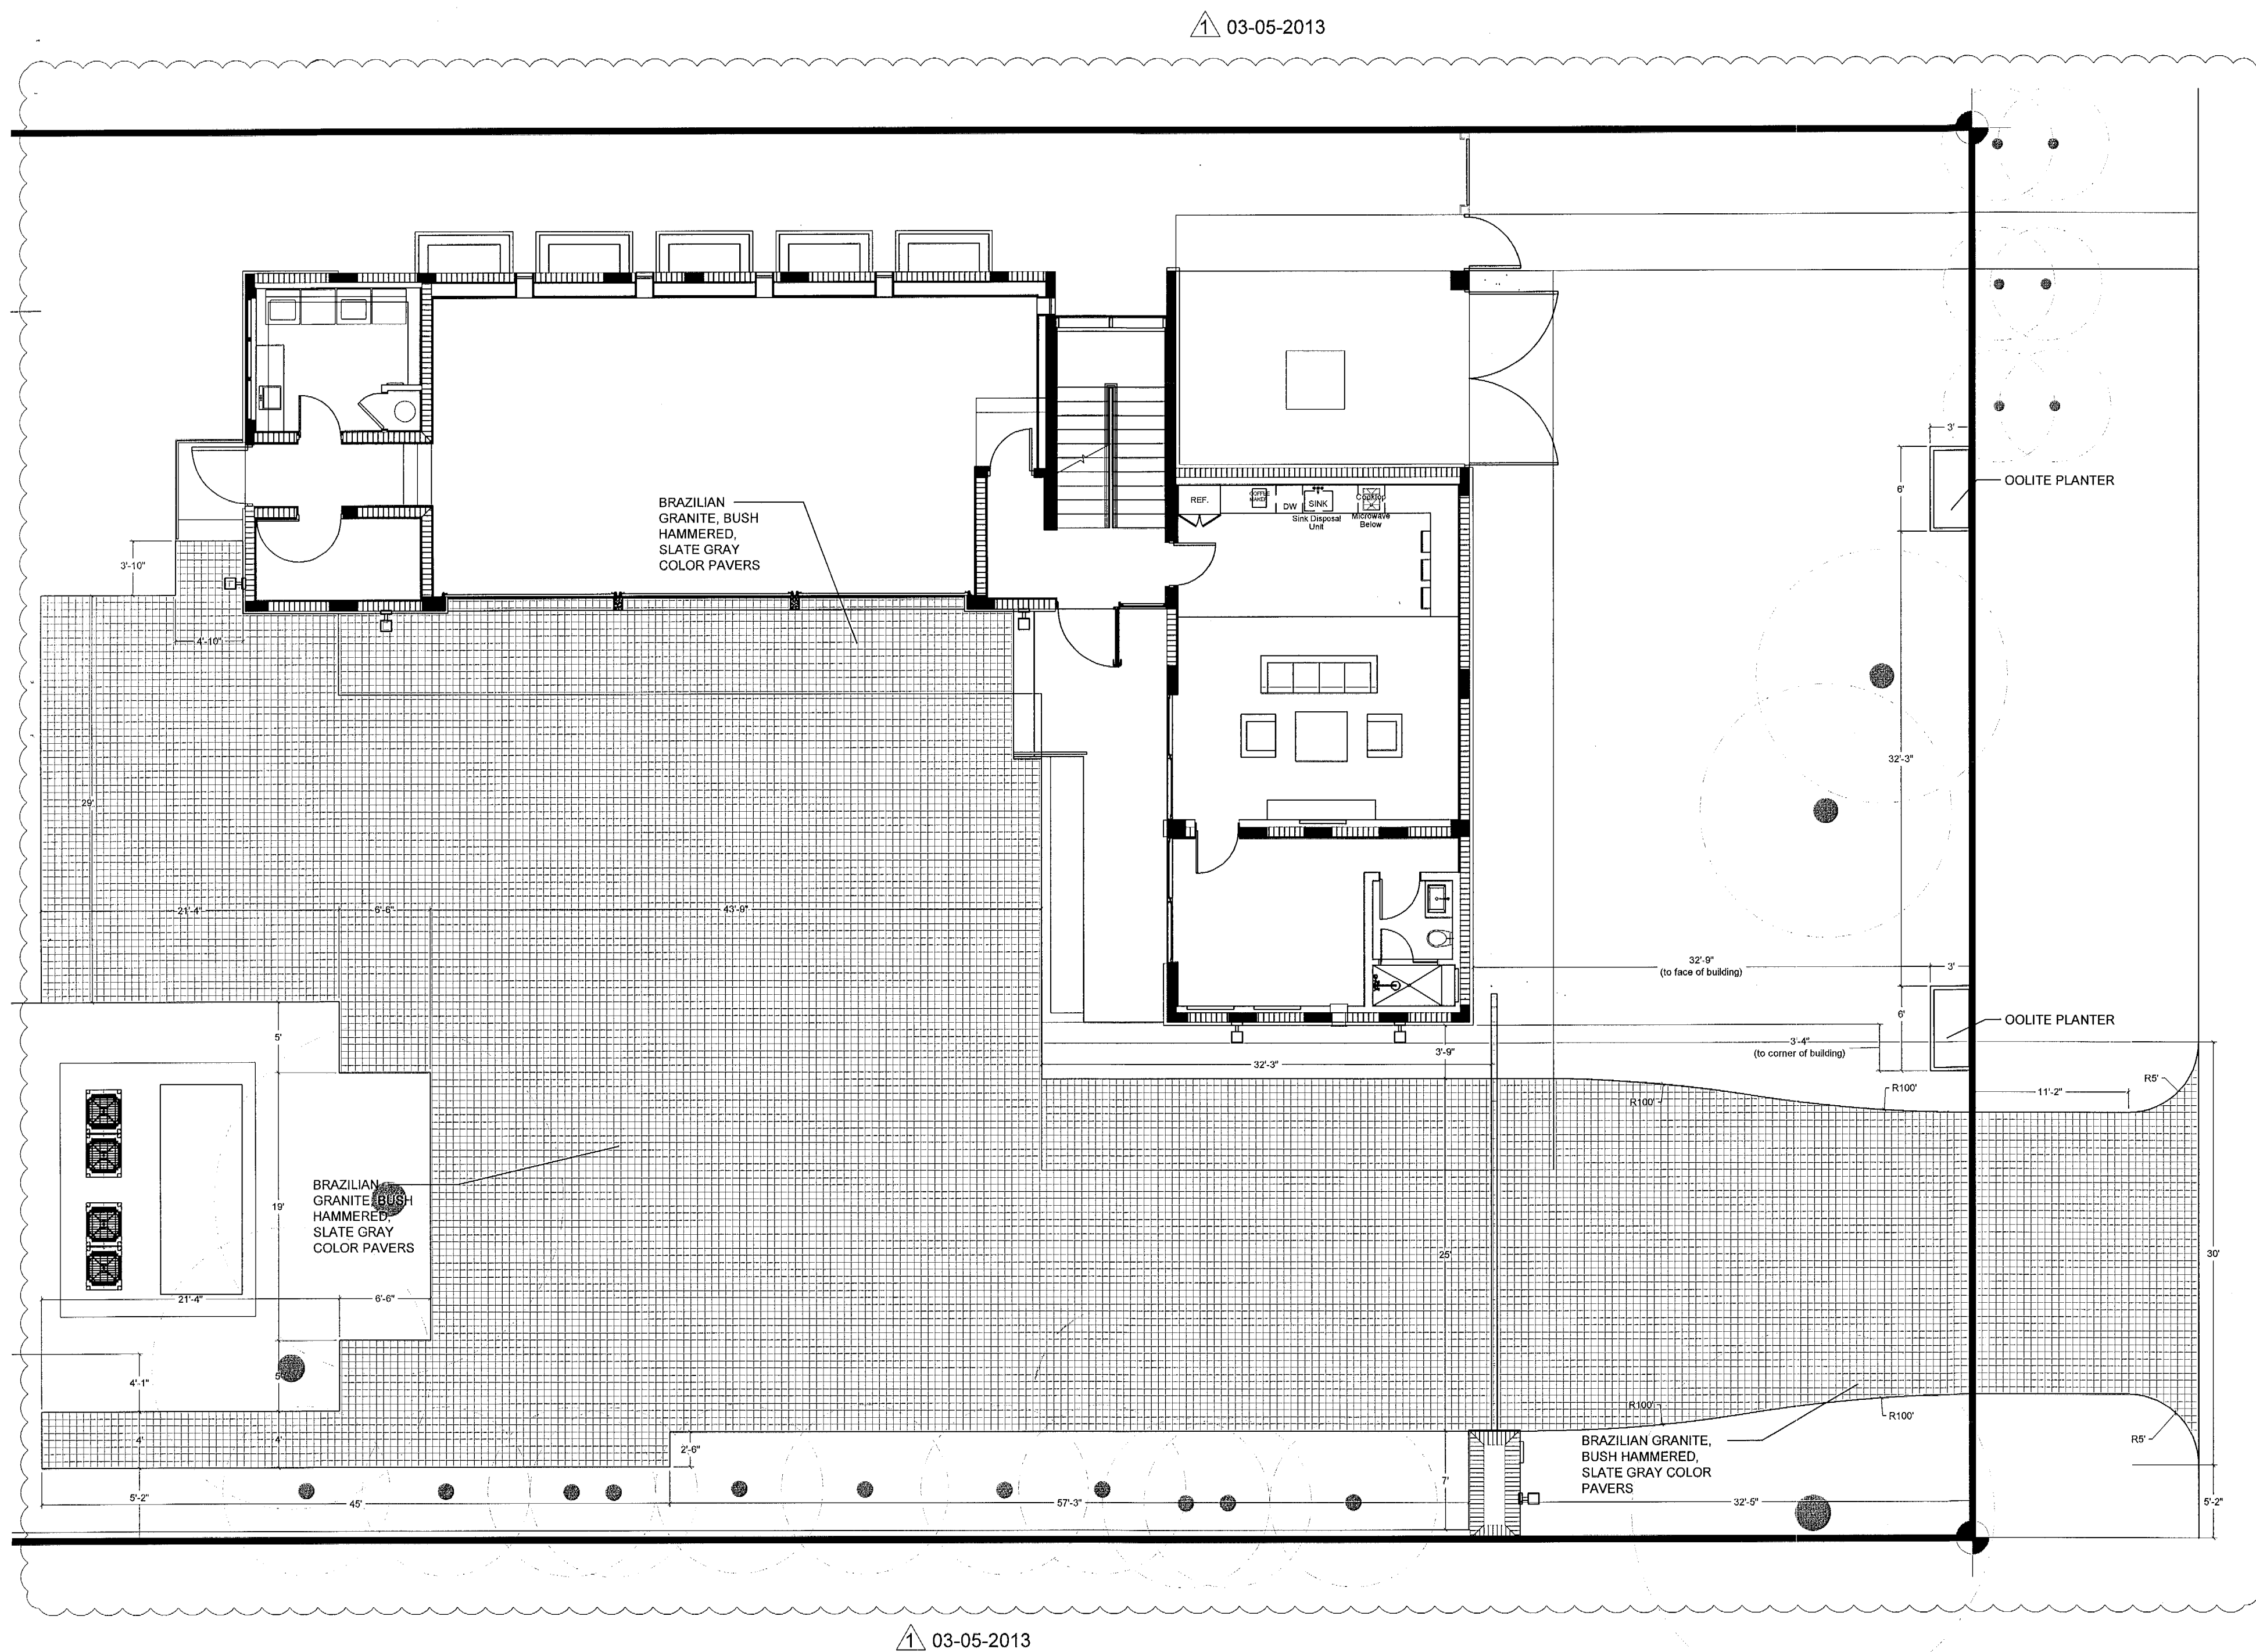 1 03-05-2013
3'
OOLITE PLANTER
6'
REF.
COFFEE
MAKER
DW
SINK
Sink Disposal
Unit
Cooktop
Microwave
Below
BRAZILIAN
GRANITE, BUSH
HAMMERED,
SLATE GRAY
COLOR PAVERS
3'-10"
4'-10"
32'-3"
29'
21'-4"
6'-6"
43'-9"
32'-9"
(to face of building)
3'
6'
OOLITE PLANTER
5'
3'-9"
3'-4"
(to corner of building)
32'-3"
R100'
R100'
11'-2"
R5'
BRAZILIAN
GRANITE, BUSH
HAMMERED,
SLATE GRAY
COLOR PAVERS
19'
25'
30'
21'-4"
6'-6"
4'-1"
5'
R100'
R100'
4'
4'
2'-6"
R5'
BRAZILIAN GRANITE,
BUSH HAMMERED,
SLATE GRAY COLOR
PAVERS
7'
5'-2"
45'
57'-3"
32'-5"
5'-2"
1 03-05-2013